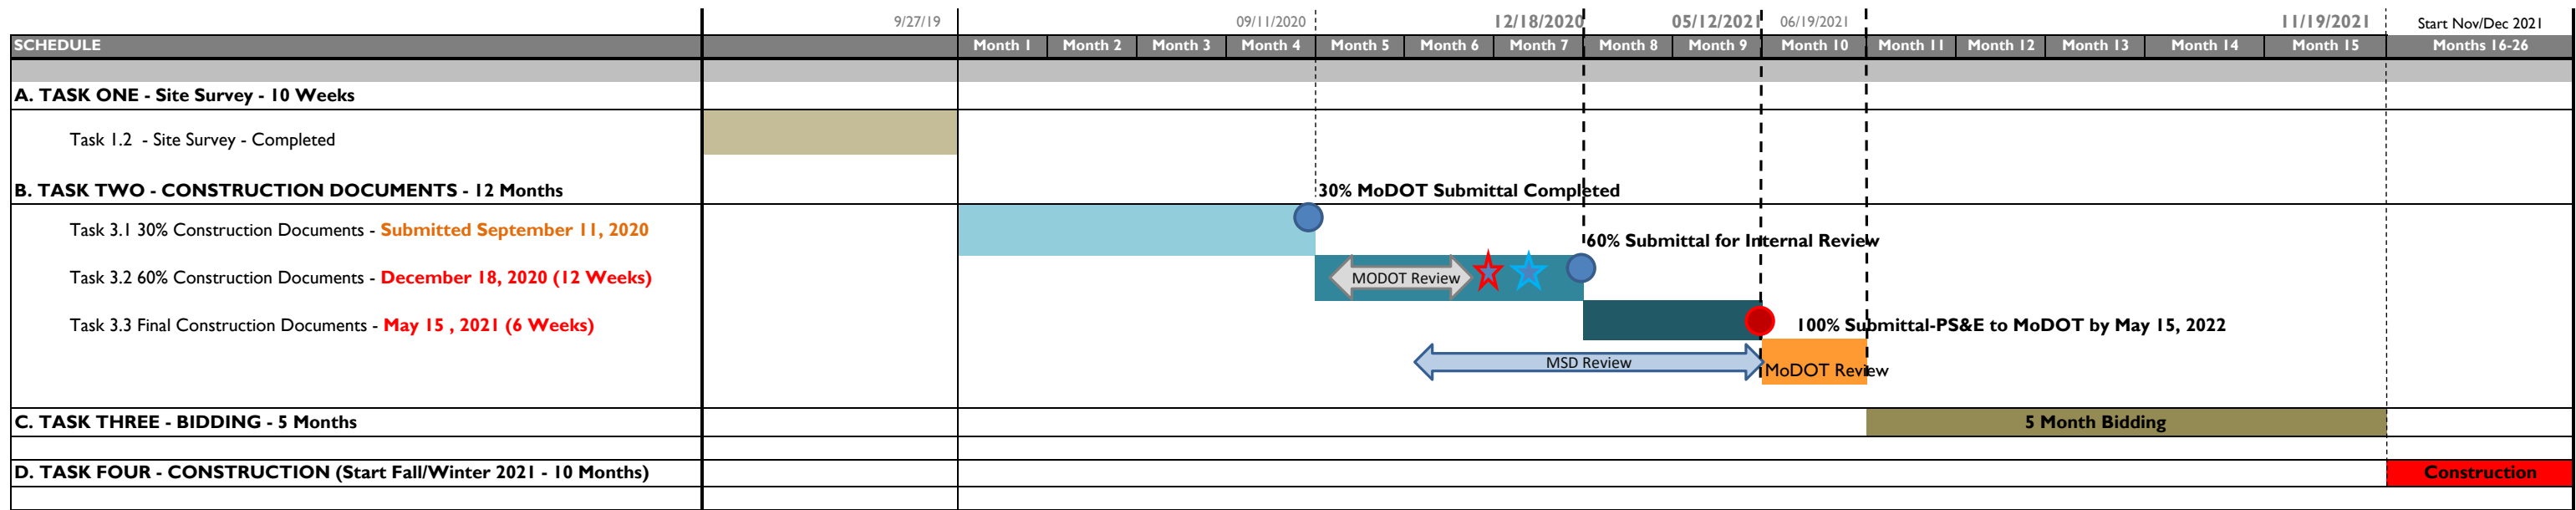 9/27/19 09/11/2020 12/18/2020 05/12/2021 06/19/2021 11/19/2021 Start Nov/Dec 2021
SCHEDULE Month 1 Month 2 Month 3 Month 4 Month 5 Month 6 Month 7 Month 8 Month 9 Month 10 Month 11 Month 12 Month 13 Month 14 Month 15 Months 16-26
A. TASK ONE - Site Survey - 10 Weeks
Task 1.2 - Site Survey - Completed
B. TASK TWO - CONSTRUCTION DOCUMENTS - 12 Months 30% MoDOT Submittal Completed
Task 3.1 30% Construction Documents - Submitted September 11, 2020
60% Submittal for Internal Review
Task 3.2 60% Construction Documents - December 18, 2020 (12 Weeks) MODOT Review
Task 3.3 Final Construction Documents - May 15 , 2021 (6 Weeks) 100% Submittal-PS&E to MoDOT by May 15, 2022
MSD Review MoDOT Review
C. TASK THREE - BIDDING - 5 Months 5 Month Bidding
D. TASK FOUR - CONSTRUCTION (Start Fall/Winter 2021 - 10 Months) Construction